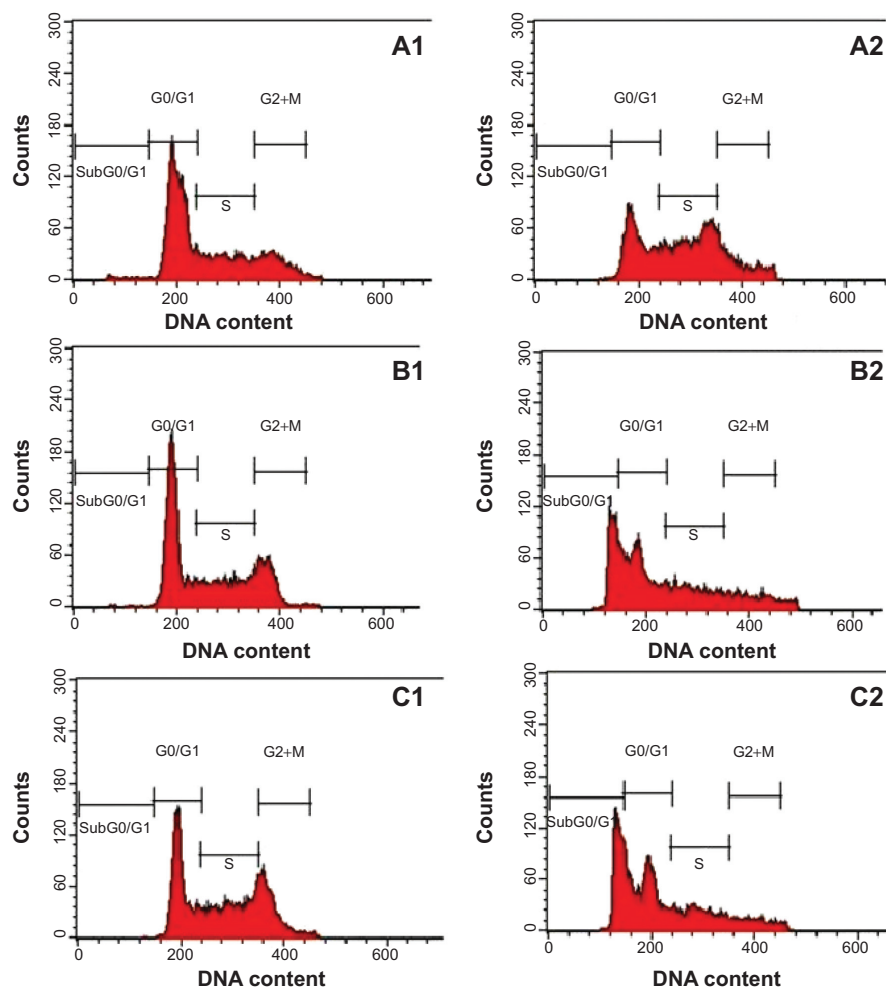 A1
300
240
180
120
60
0
Counts
G0/G1
G2+M
SubG0/G1
S
0 200 400 600
DNA content
A2
300
240
180
120
60
0
Counts
G0/G1
G2+M
SubG0/G1
S
0 200 400 600
DNA content
B1
300
240
180
120
60
0
Counts
G0/G1
G2+M
SubG0/G1
S
0 200 400 600
DNA content
B2
300
240
180
120
60
0
Counts
G0/G1
G2+M
SubG0/G1
S
0 200 400 600
DNA content
C1
300
240
180
120
60
0
Counts
G0/G1
G2+M
SubG0/G1
S
0 200 400 600
DNA content
C2
300
240
180
120
60
0
Counts
G0/G1
G2+M
SubG0/G1
S
0 200 400 600
DNA content